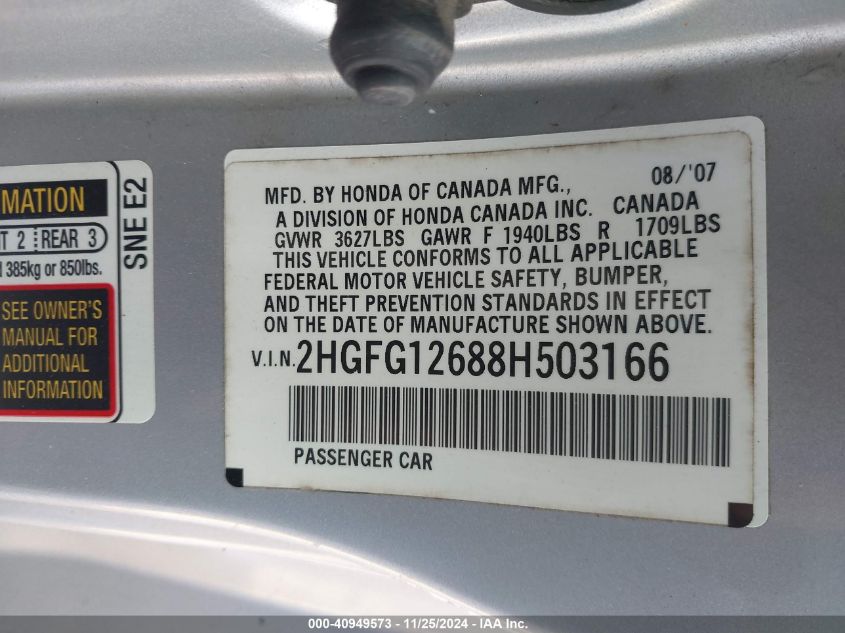 MATION
T 2 REAR 3
385kg or 850lbs.
SEE OWNER'S
MANUAL FOR
ADDITIONAL
INFORMATION
SNE E2
08/'07
MFD. BY HONDA OF CANADA MFG.,
A DIVISION OF HONDA CANADA INC. CANADA
GVWR 3627LBS GAWR F 1940LBS R 1709LBS
THIS VEHICLE CONFORMS TO ALL APPLICABLE
FEDERAL MOTOR VEHICLE SAFETY, BUMPER,
AND THEFT PREVENTION STANDARDS IN EFFECT
ON THE DATE OF MANUFACTURE SHOWN ABOVE.
V.I.N. 2HGFG12688H503166
PASSENGER CAR
000-40949573 - 11/25/2024 - IAA Inc.